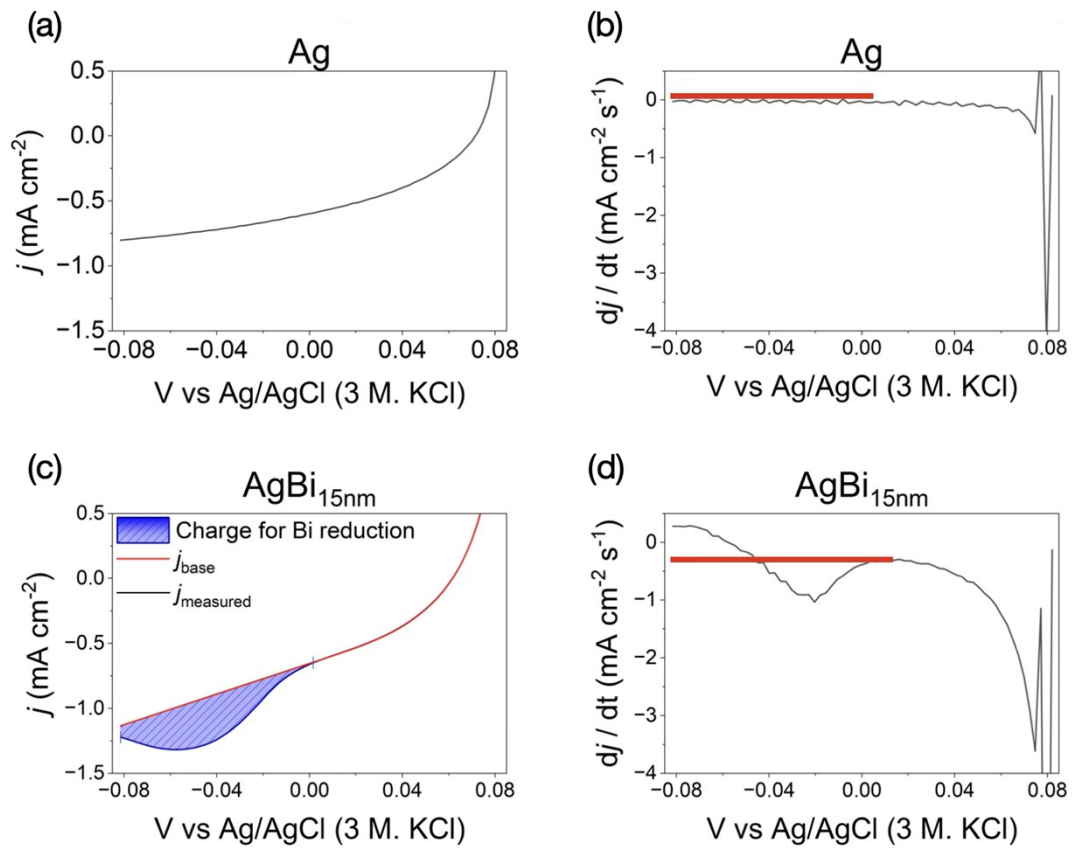 (a)
Ag
0.5
0.0
−0.5
−1.0
−1.5
j (mA cm⁻²)
−0.08 −0.04 0.00 0.04 0.08
V vs Ag/AgCl (3 M. KCl)
(b)
Ag
0
−1
−2
−3
−4
dj / dt (mA cm⁻² s⁻¹)
−0.08 −0.04 0.00 0.04 0.08
V vs Ag/AgCl (3 M. KCl)
(c)
AgBi₁₅ₙₘ
Charge for Bi reduction
j_base
j_measured
0.5
0.0
−0.5
−1.0
−1.5
j (mA cm⁻²)
−0.08 −0.04 0.00 0.04 0.08
V vs Ag/AgCl (3 M. KCl)
(d)
AgBi₁₅ₙₘ
0
−1
−2
−3
−4
dj / dt (mA cm⁻² s⁻¹)
−0.08 −0.04 0.00 0.04 0.08
V vs Ag/AgCl (3 M. KCl)